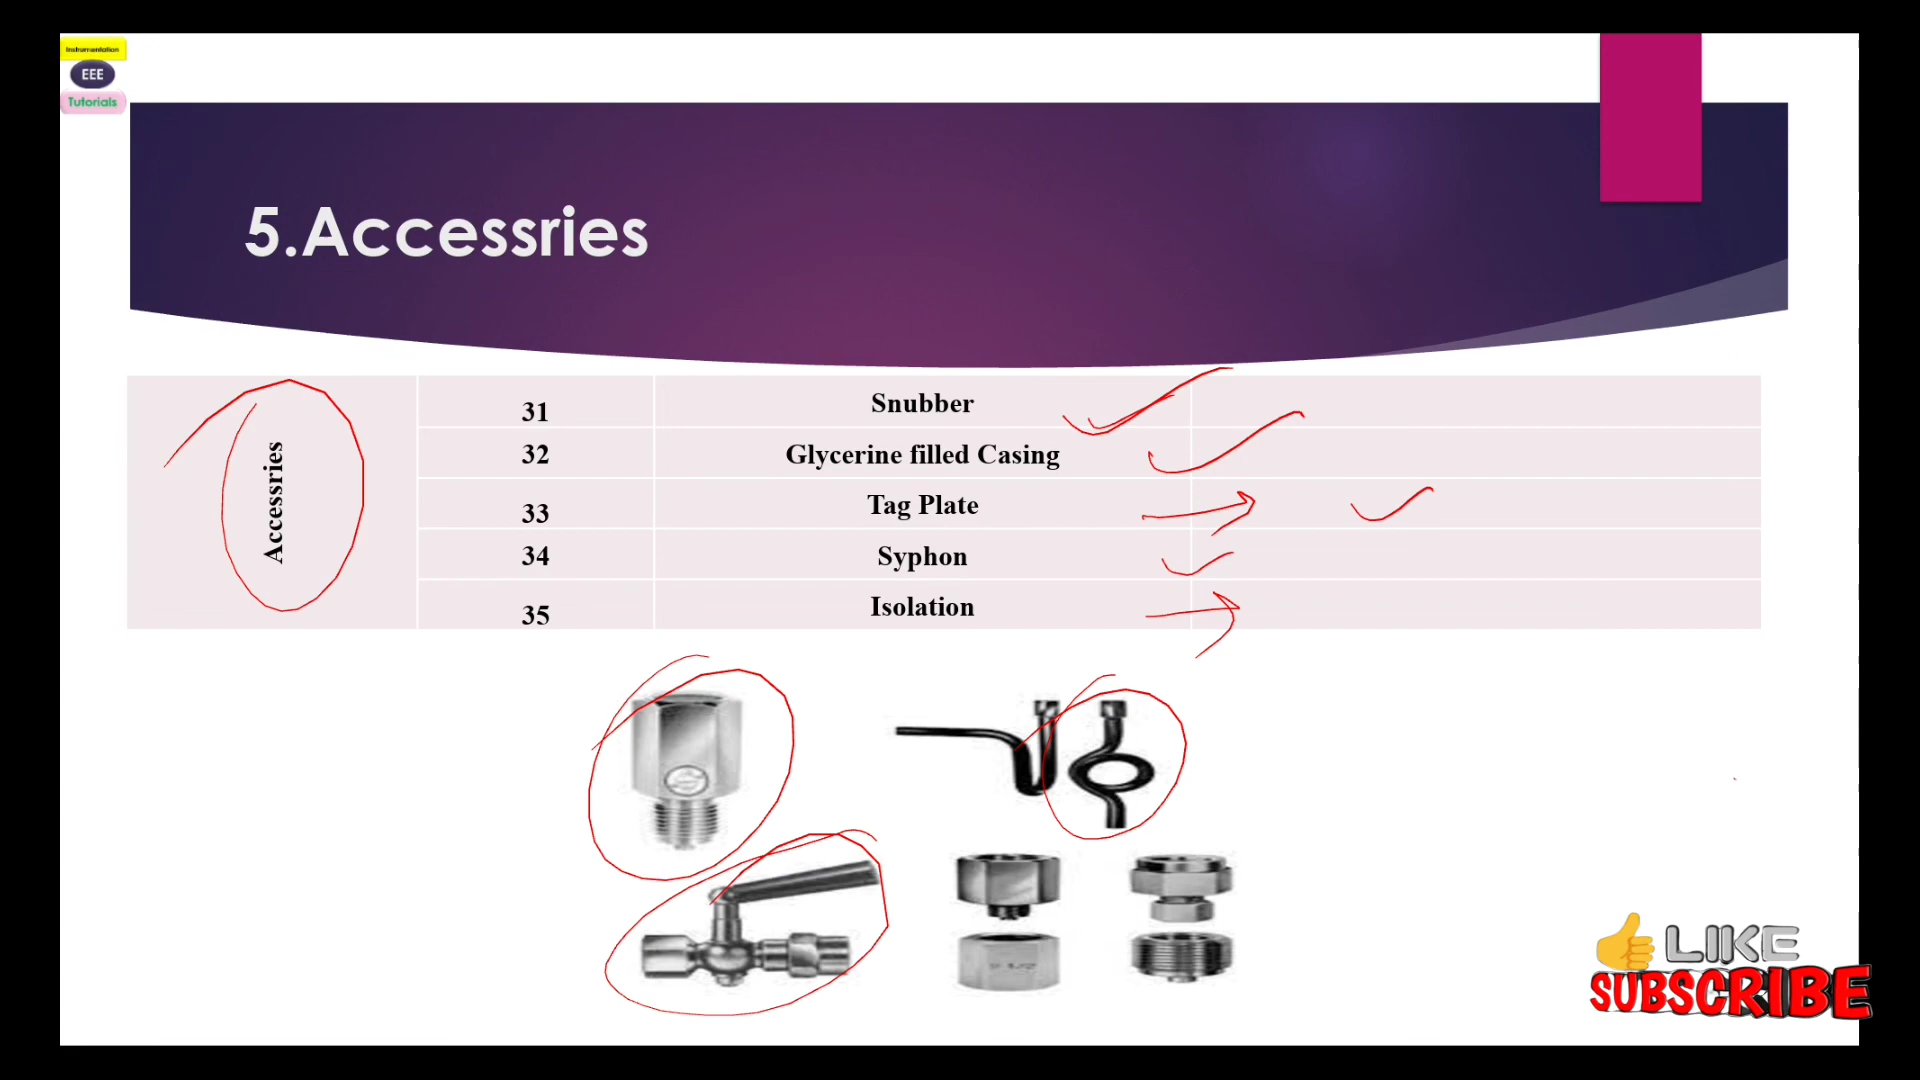 Instrumentation
EEE
Tutorials
5.Accessries
Accessries
31 Snubber
32 Glycerine filled Casing
33 Tag Plate
34 Syphon
35 Isolation
LIKE
SUBSCRIBE